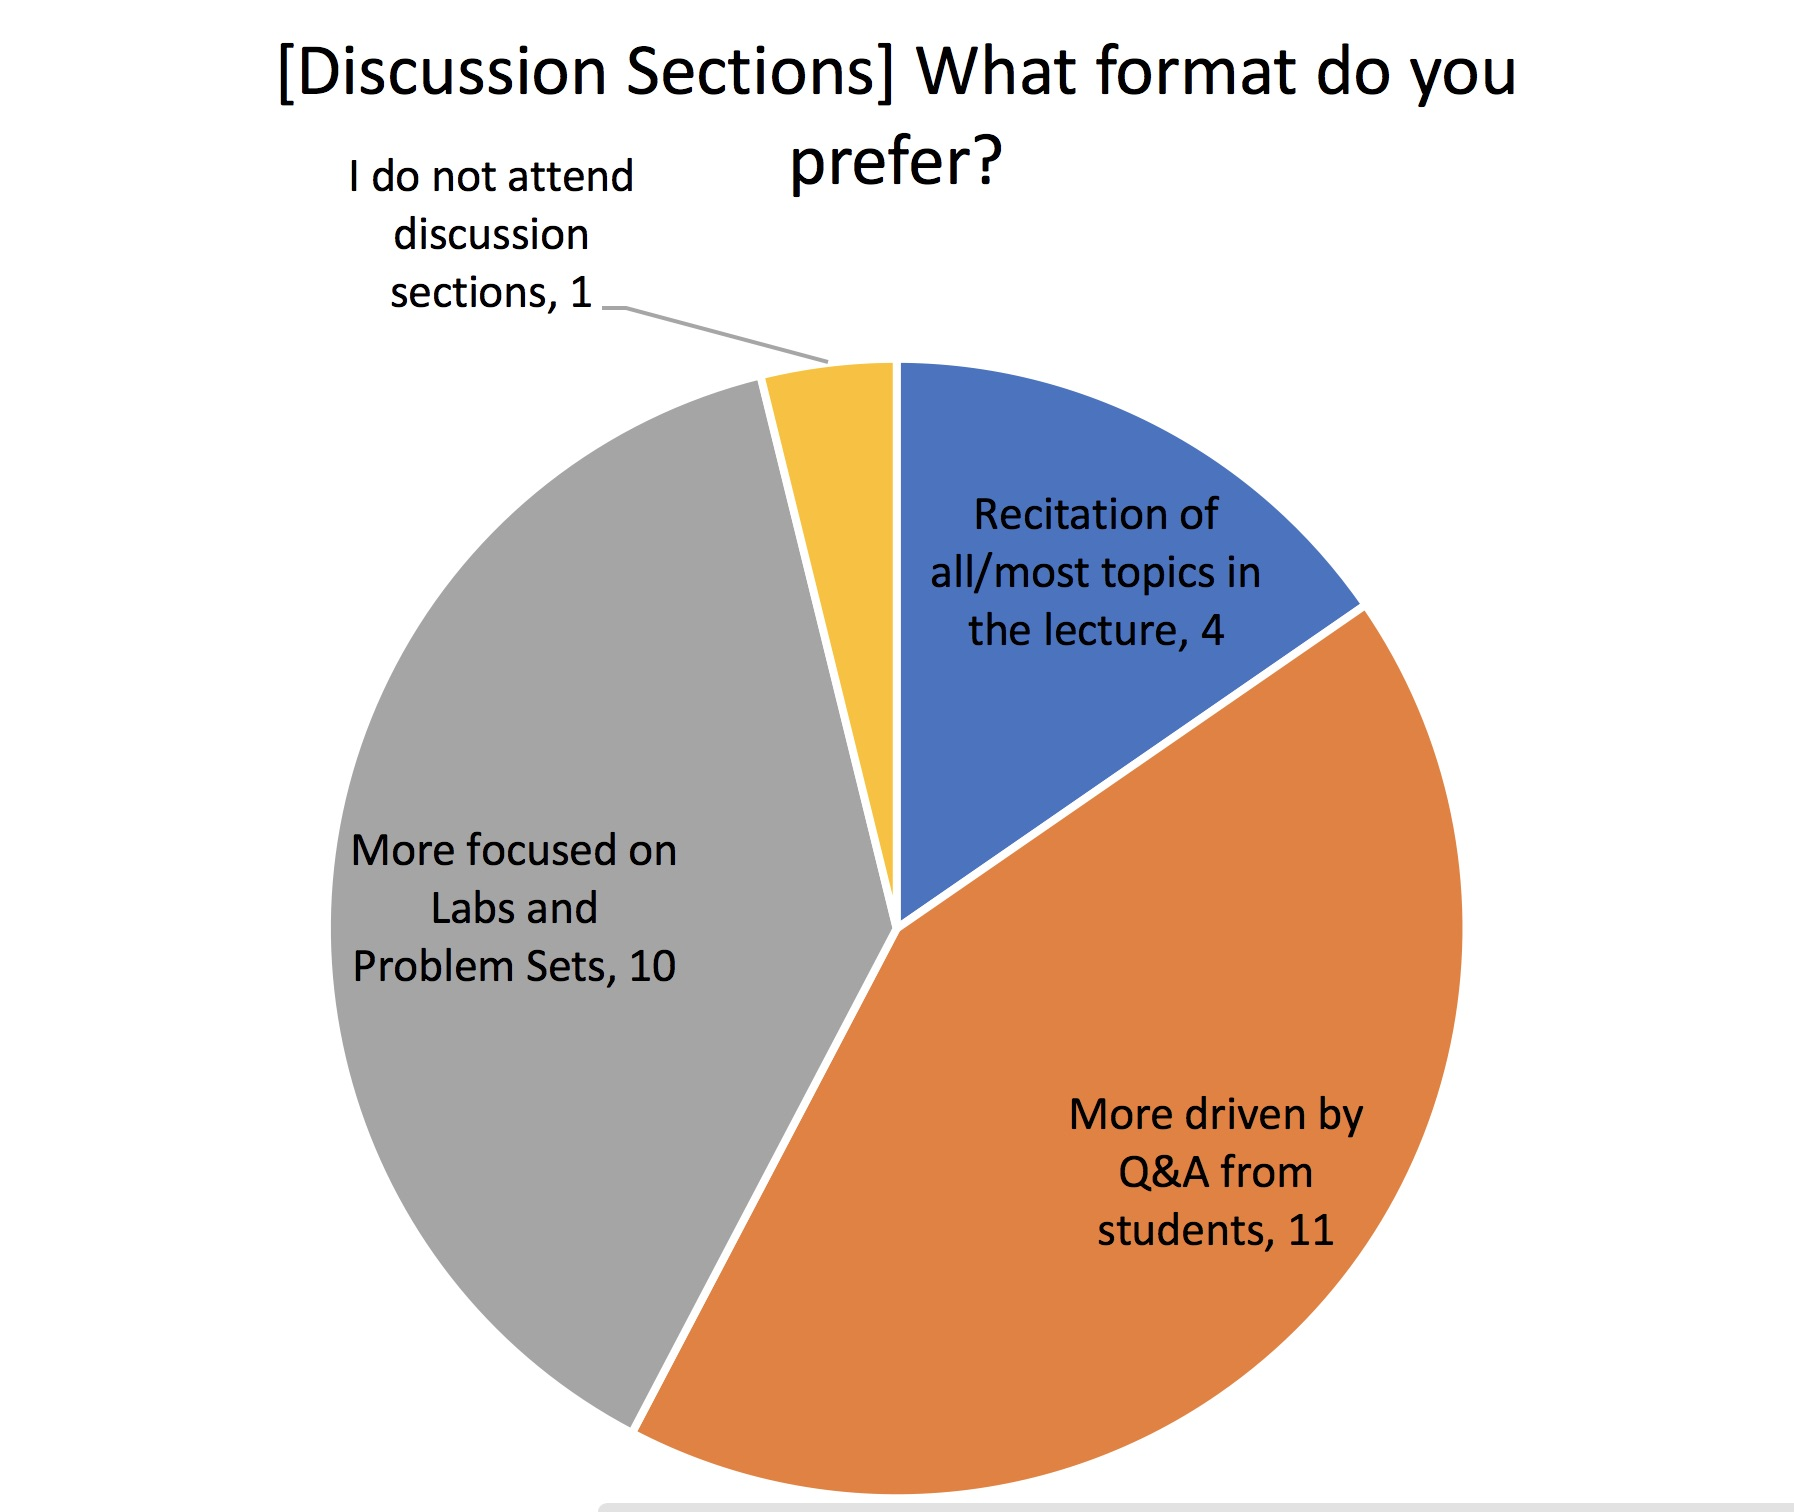 [Discussion Sections] What format do you
prefer?
I do not attend
discussion
sections, 1
Recitation of
all/most topics in
the lecture, 4
More focused on
Labs and
Problem Sets, 10
More driven by
Q&A from
students, 11